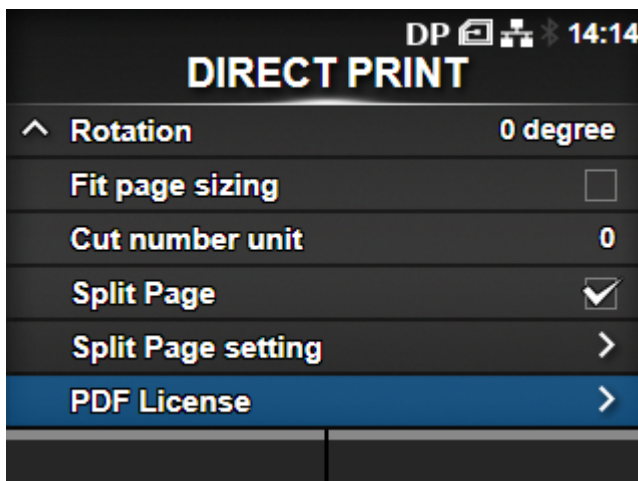 DP 14:14
DIRECT PRINT
Rotation 0 degree
Fit page sizing
Cut number unit 0
Split Page
Split Page setting
PDF License